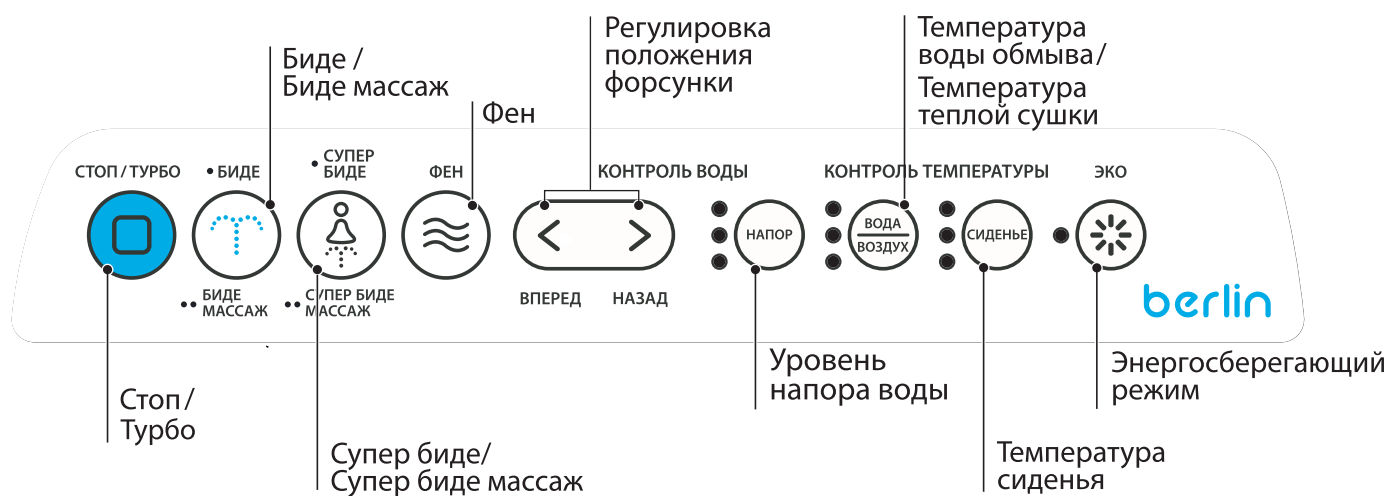 Биде /
Биде массаж
Фен
Регулировка
положения
форсунки
Температура
воды обмыва/
Температура
теплой сушки
СТОП / ТУРБО
• БИДЕ
• СУПЕР
БИДЕ
ФЕН
КОНТРОЛЬ ВОДЫ
КОНТРОЛЬ ТЕМПЕРАТУРЫ
ЭКО
НАПОР
ВОДА
ВОЗДУХ
СИДЕНЬЕ
•• БИДЕ
МАССАЖ
•• СУПЕР БИДЕ
МАССАЖ
ВПЕРЕД
НАЗАД
berlin
Стоп/
Турбо
Супер биде/
Супер биде массаж
Уровень
напора воды
Температура
сиденья
Энергосберегающий
режим